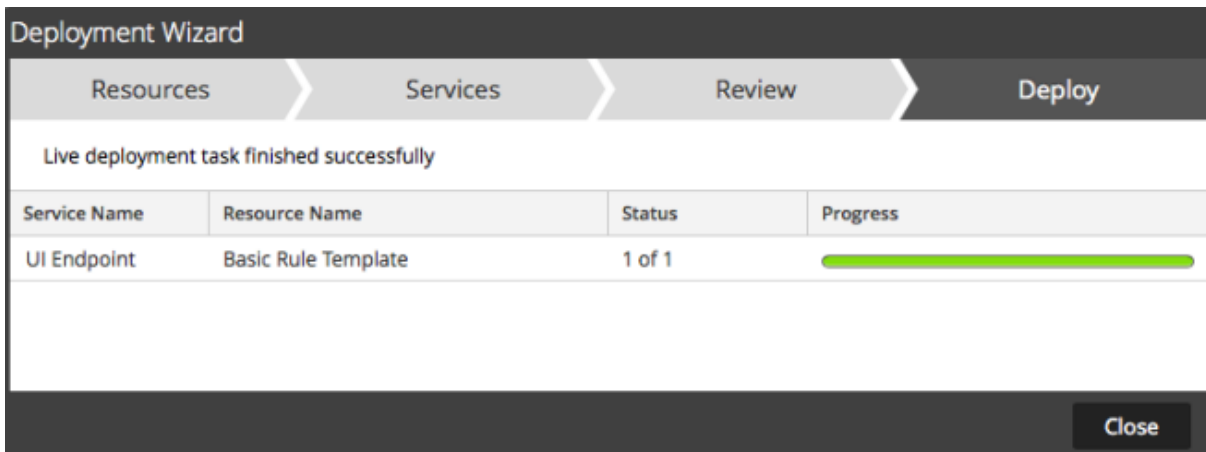 Deployment Wizard
Resources Services Review Deploy
Live deployment task finished successfully
Service Name Resource Name Status Progress
UI Endpoint Basic Rule Template 1 of 1
Close